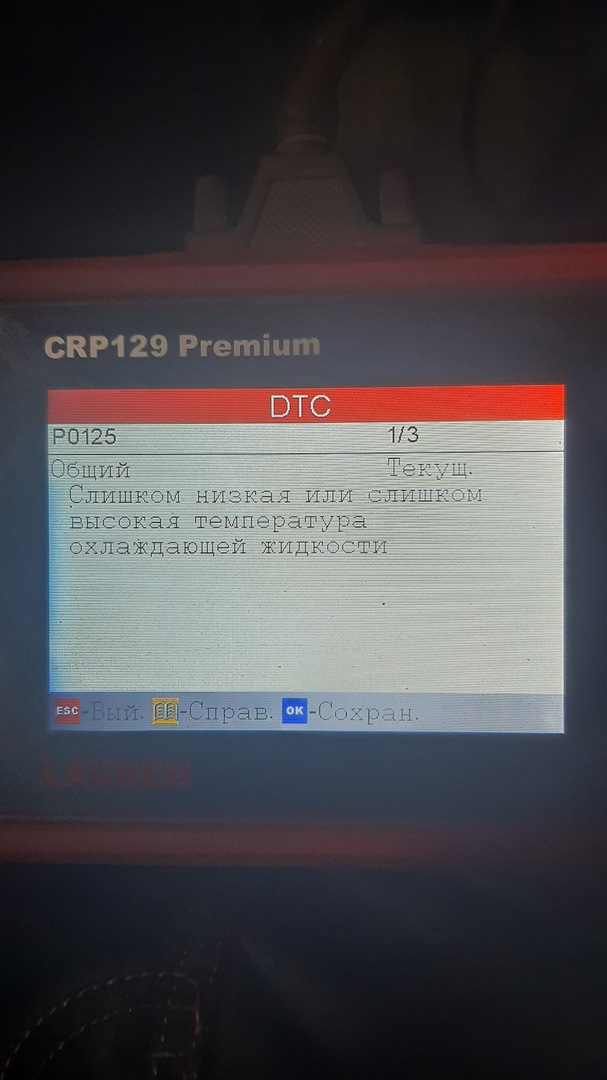 CRP129 Premium
DTC
P0125 1/3
Общий Текущ.
Слишком низкая или слишком
высокая температура
охлаждающей жидкости
ESC -Вый. -Справ. OK -Сохран.
LAUNCH